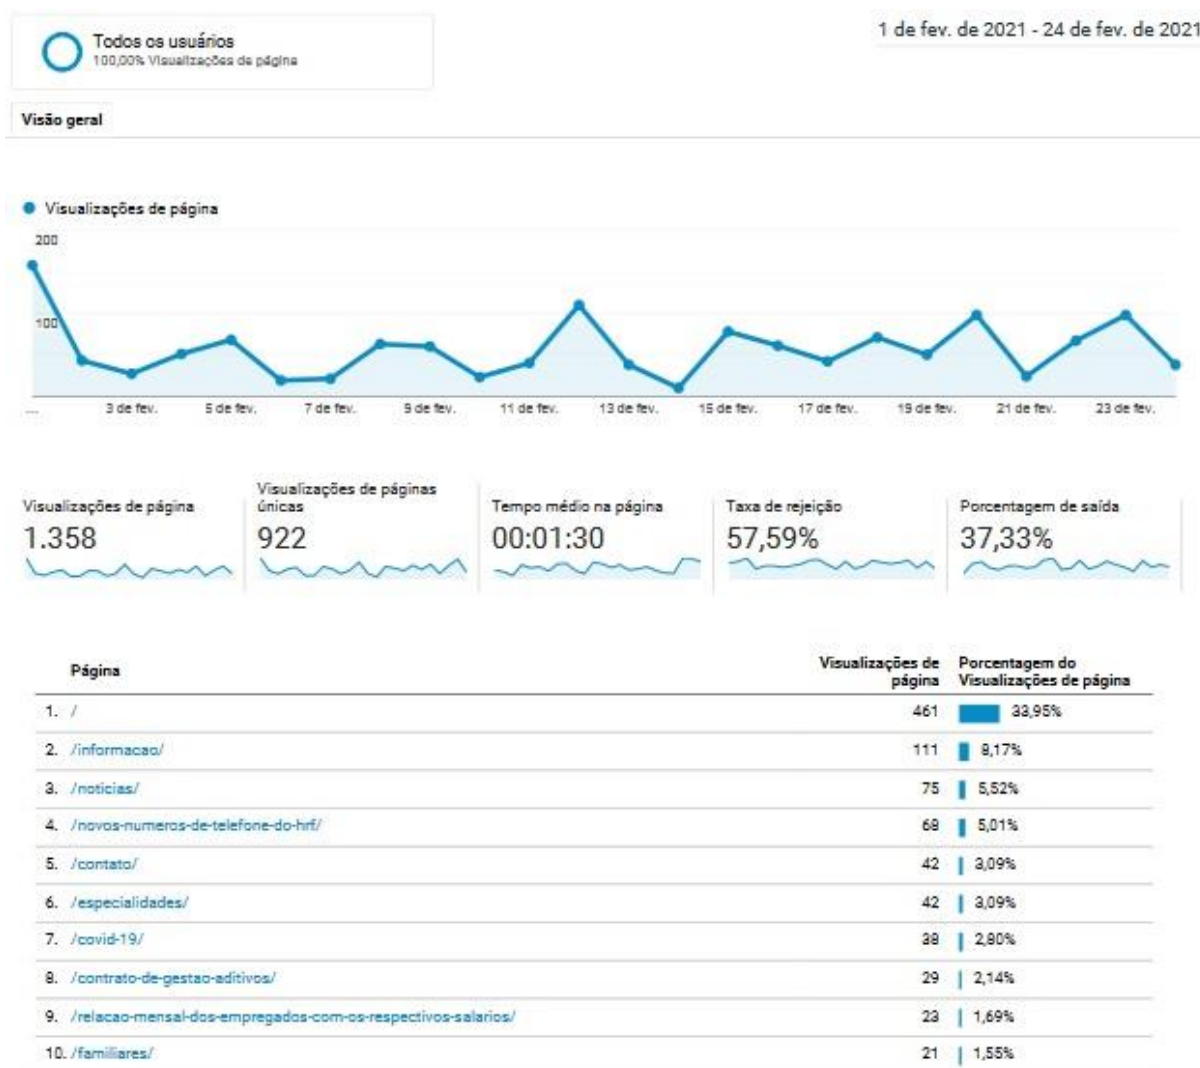 Todos os usuários
100,00% Visualizações de página
1 de fev. de 2021 - 24 de fev. de 2021
Visão geral
Visualizações de página
200
100
... 3 de fev. 5 de fev. 7 de fev. 9 de fev. 11 de fev. 13 de fev. 15 de fev. 17 de fev. 19 de fev. 21 de fev. 23 de fev.
Visualizações de página
1.358
Visualizações de páginas
únicas
922
Tempo médio na página
00:01:30
Taxa de rejeição
57,59%
Porcentagem de saída
37,33%
Página Visualizações de página Porcentagem do Visualizações de página
1. / 461 33,95%
2. /informacao/ 111 8,17%
3. /noticias/ 75 5,52%
4. /novos-numeros-de-telefone-do-hrf/ 68 5,01%
5. /contato/ 42 3,09%
6. /especialidades/ 42 3,09%
7. /covid-19/ 38 2,80%
8. /contrato-de-gestao-aditivos/ 29 2,14%
9. /relacao-mensal-dos-empregados-com-os-respectivos-salarios/ 23 1,69%
10. /familiares/ 21 1,55%